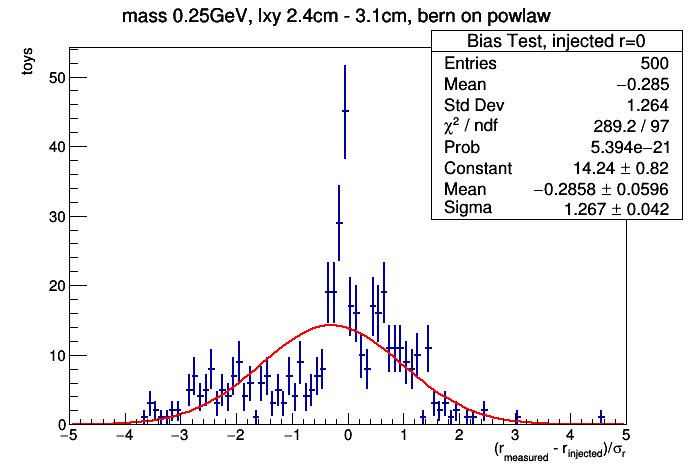 mass 0.25GeV, lxy 2.4cm - 3.1cm, bern on powlaw
Bias Test, injected r=0
Entries 500
Mean −0.285
Std Dev 1.264
χ² / ndf 289.2 / 97
Prob 5.394e−21
Constant 14.24 ± 0.82
Mean −0.2858 ± 0.0596
Sigma 1.267 ± 0.042
toys
50
40
30
20
10
0
−5 −4 −3 −2 −1 0 1 2 3 4 5
(r_measured - r_injected)/σ_r